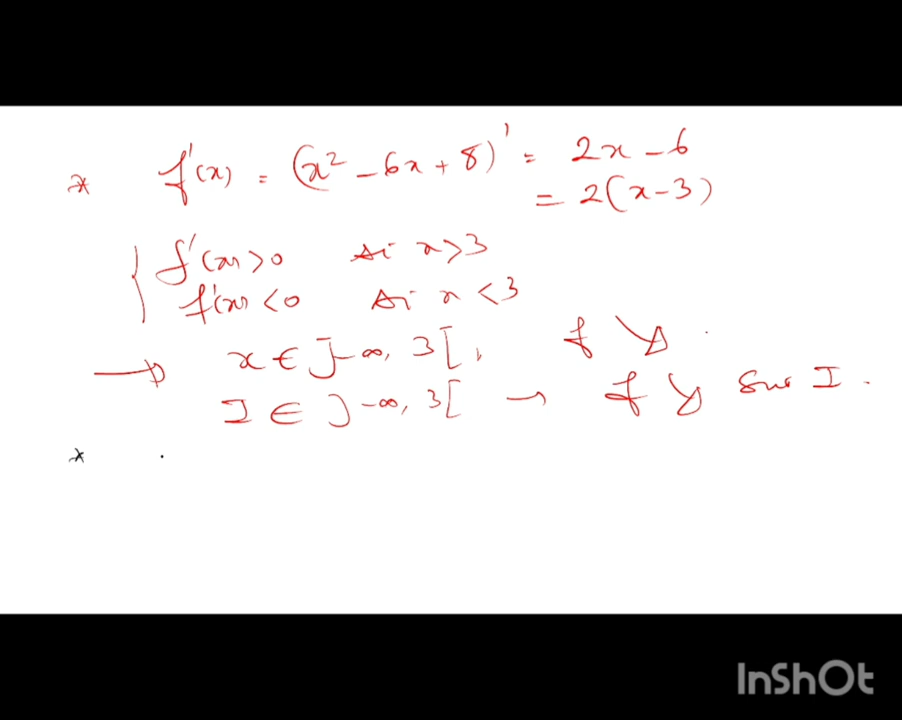 * f'(x) = (x² - 6x + 8)' = 2x - 6
= 2(x - 3)
{ f'(x) > 0 si x > 3
f'(x) < 0 si x < 3
→ x ∈ ]-∞, 3[, f ↘ .
I ∈ ]-∞, 3[ → f ↘ sur I .
* .
InShOt